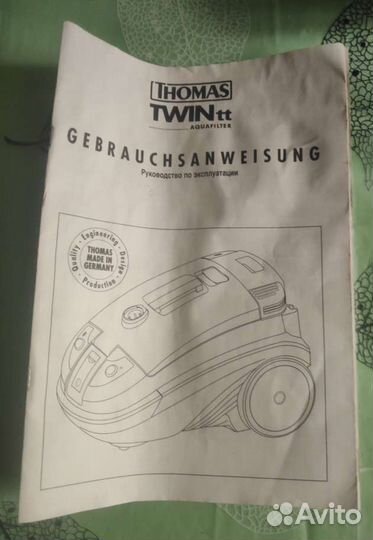 THOMAS
TWINtt
AQUAFILTER
GEBRAUCHSANWEISUNG
Руководство по эксплуатации
Quality · Engineering · Design · Production ·
THOMAS
MADE IN
GERMANY
Avito